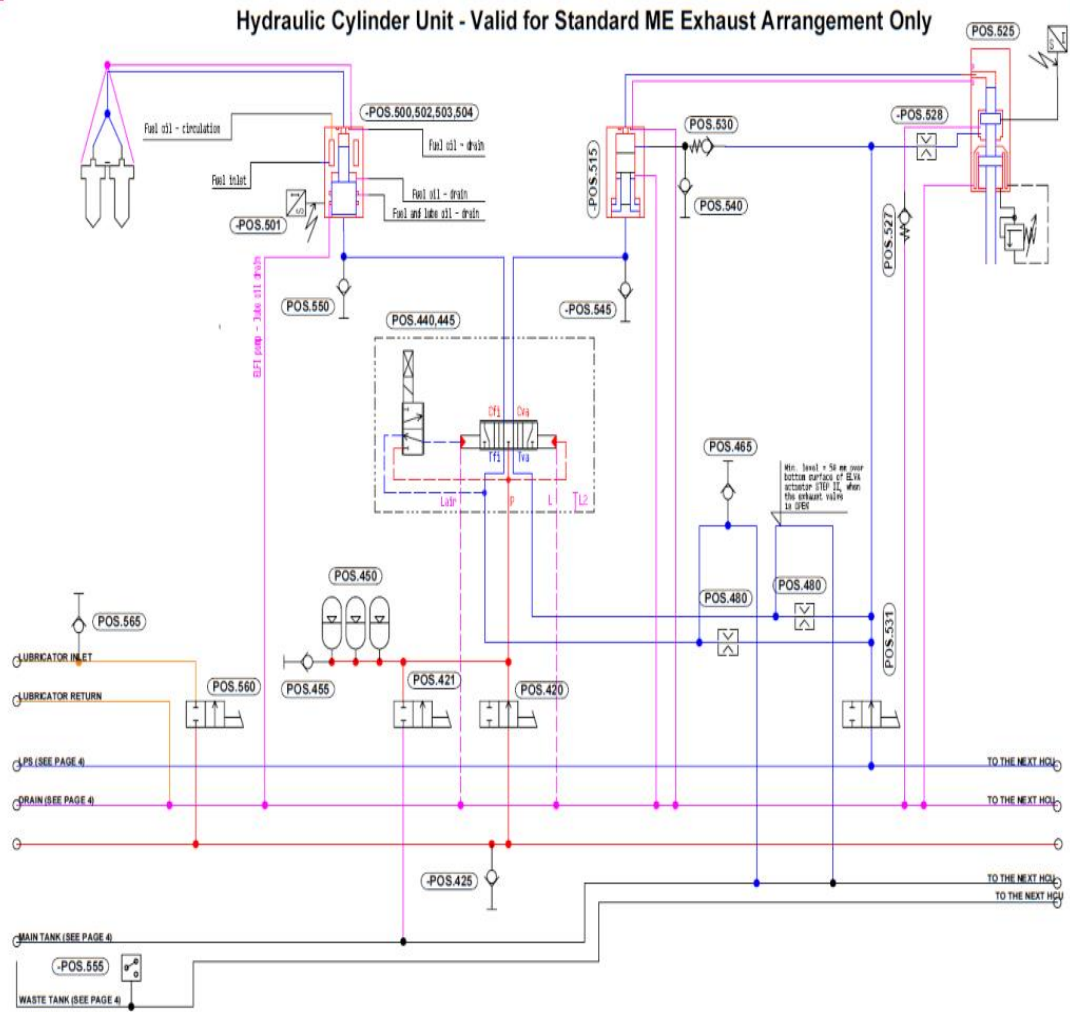 Hydraulic Cylinder Unit - Valid for Standard ME Exhaust Arrangement Only
POS.525
-POS.500,502,503,504
Fuel oil - circulation
Fuel oil - drain
POS.530
-POS.528
Fuel inlet
Fuel oil - drain
Fuel and lube oil - drain
-POS.515
POS.540
-POS.501
POS.527
ELFI pump - lube oil drain
POS.550
-POS.545
POS.440,445
Cfi Cva
Tfi Tva
Ladr P L L2
POS.465
Min. level = 50 mm over
bottom surface of ELVA
actuator STEP II, when
the exhaust valve
is OPEN
POS.450
POS.480
POS.480
POS.565
POS.531
LUBRICATOR INLET
POS.455
POS.421
POS.420
POS.560
LUBRICATOR RETURN
LPS (SEE PAGE 4)
TO THE NEXT HCU
DRAIN (SEE PAGE 4)
TO THE NEXT HCU
-POS.425
TO THE NEXT HCU
TO THE NEXT HCU
MAIN TANK (SEE PAGE 4)
-POS.555
WASTE TANK (SEE PAGE 4)